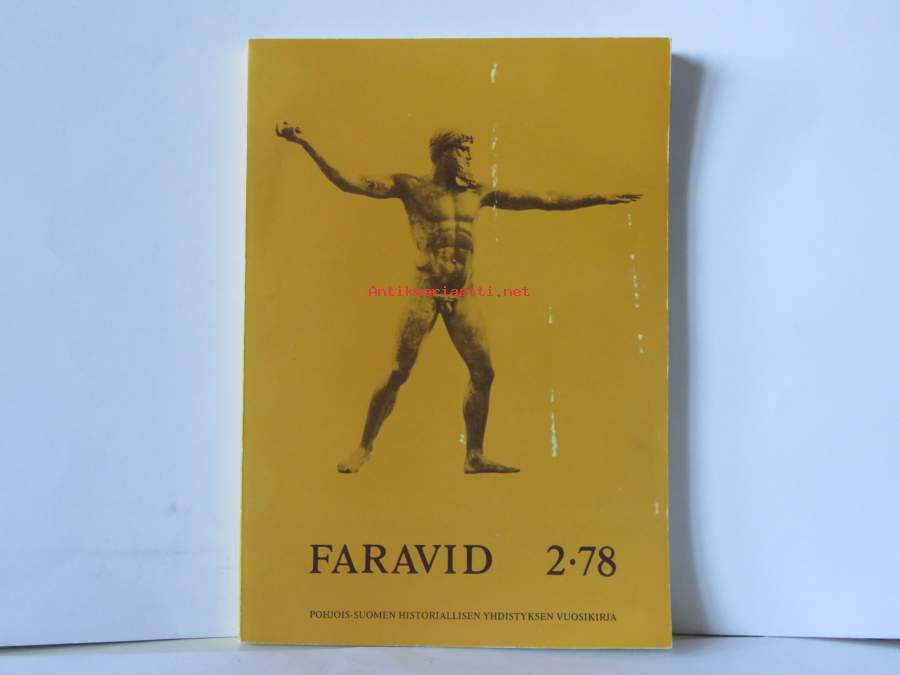 Antikvariaatti.net
FARAVID 2·78
POHJOIS-SUOMEN HISTORIALLISEN YHDISTYKSEN VUOSIKIRJA